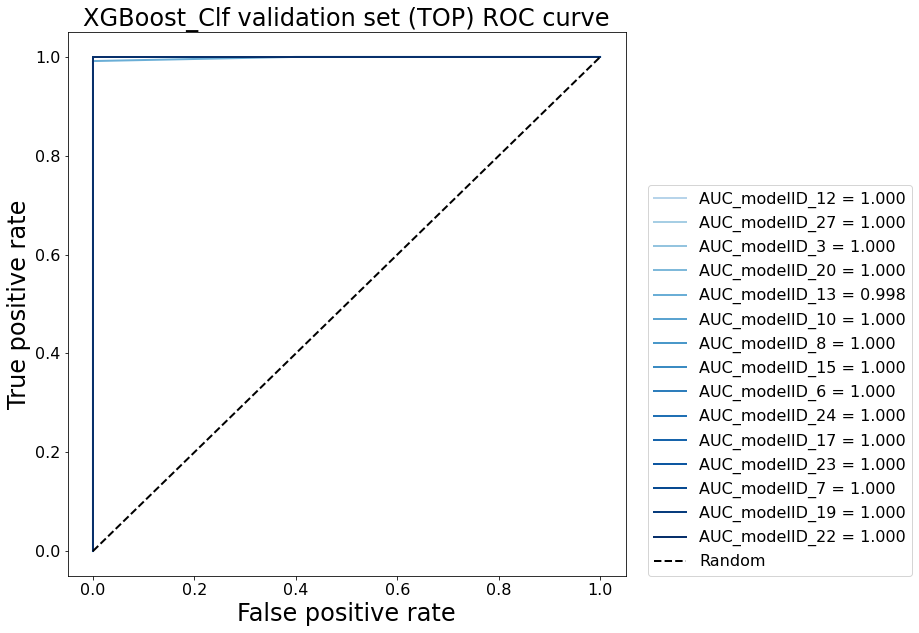 XGBoost_Clf validation set (TOP) ROC curve
True positive rate
1.0
0.8
0.6
0.4
0.2
0.0
0.0 0.2 0.4 0.6 0.8 1.0
False positive rate
AUC_modelID_12 = 1.000
AUC_modelID_27 = 1.000
AUC_modelID_3 = 1.000
AUC_modelID_20 = 1.000
AUC_modelID_13 = 0.998
AUC_modelID_10 = 1.000
AUC_modelID_8 = 1.000
AUC_modelID_15 = 1.000
AUC_modelID_6 = 1.000
AUC_modelID_24 = 1.000
AUC_modelID_17 = 1.000
AUC_modelID_23 = 1.000
AUC_modelID_7 = 1.000
AUC_modelID_19 = 1.000
AUC_modelID_22 = 1.000
Random